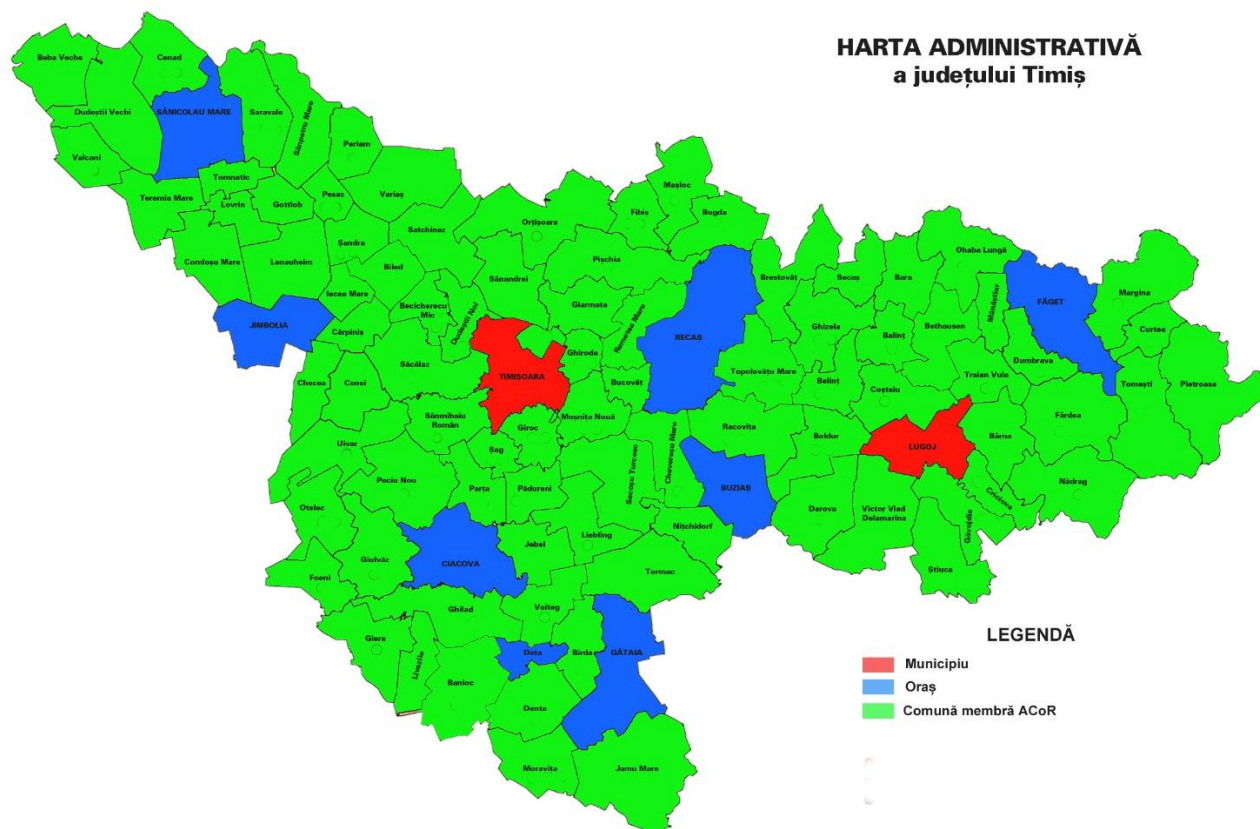 HARTA ADMINISTRATIVĂ
a județului Timiș
Beba Veche
Cenad
Dudeștii Vechi
SÂNICOLAU MARE
Saravale
Sânpetru Mare
Periam
Valcani
Tomnatic
Teremia Mare
Lovrin
Gottlob
Pesac
Variaș
Mașloc
Fibiș
Bogda
Orțișoara
Satchinez
Șandra
Comloșu Mare
Lenauheim
Biled
Sânandrei
Pișchia
Ohaba Lungă
Brestovăț
Secoș
Bara
Iecea Mare
Becicherecu
Mic
Dudeștii Noi
Giarmata
Remetea Mare
Mănăștiur
FĂGET
Margina
JIMBOLIA
Cărpiniș
RECAȘ
Ghizela
Balinț
Bethausen
Curtea
Ghiroda
Dumbrava
Săcălaz
TIMIȘOARA
Topolovățu Mare
Traian Vuia
Tomești
Pietroasa
Checea
Cenei
Bucovăț
Belinț
Coșteiu
Sânmihaiu
Român
Giroc
Moșnița Nouă
Racovița
Fârdea
Uivar
Șag
Boldur
LUGOJ
Bârna
Chevereșu Mare
Sacoșu Turcesc
Peciu Nou
Parța
Pădureni
BUZIAȘ
Nădrag
Criciova
Otelec
Darova
Victor Vlad
Delamarina
Găvojdia
Nițchidorf
Liebling
Jebel
Giulvăz
CIACOVA
Tormac
Știuca
Foeni
Ghilad
Voiteg
Giera
Livezile
Deta
Birda
GĂTAIA
Banloc
Denta
Moravița
Jamu Mare
LEGENDĂ
Municipiu
Oraș
Comună membră ACoR